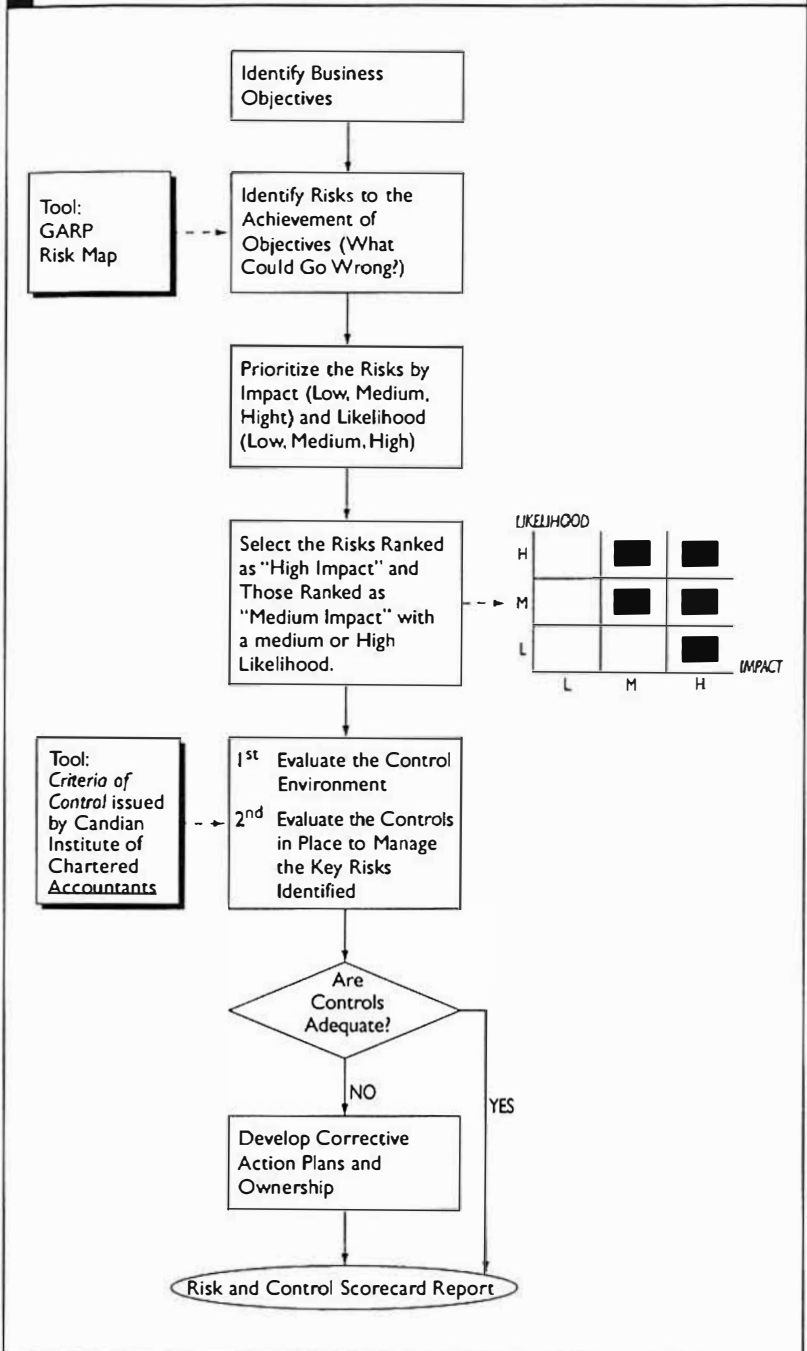 Identify Business
Objectives
Tool:
GARP
Risk Map
Identify Risks to the
Achievement of
Objectives (What
Could Go Wrong?)
Prioritize the Risks by
Impact (Low, Medium,
Hight) and Likelihood
(Low, Medium, High)
Select the Risks Ranked
as "High Impact" and
Those Ranked as
"Medium Impact" with
a medium or High
Likelihood.
LIKELIHOOD
H
M
L
L M H
IMPACT
Tool:
Criteria of
Control issued
by Candian
Institute of
Chartered
Accountants
1st Evaluate the Control
Environment
2nd Evaluate the Controls
in Place to Manage
the Key Risks
Identified
Are
Controls
Adequate?
NO
YES
Develop Corrective
Action Plans and
Ownership
Risk and Control Scorecard Report